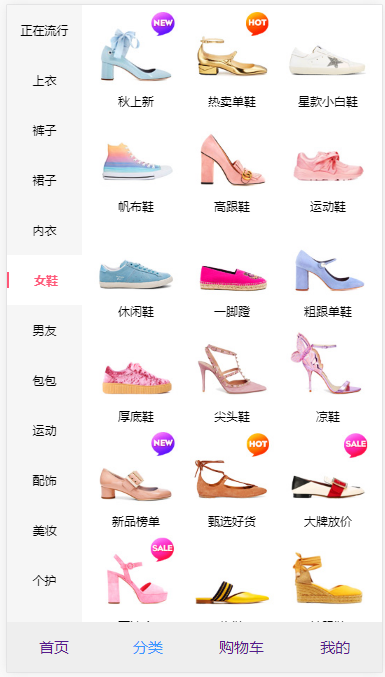 正在流行
上衣
裤子
裙子
内衣
女鞋
男友
包包
运动
配饰
美妆
个护
NEW
HOT
秋上新
热卖单鞋
星款小白鞋
帆布鞋
高跟鞋
运动鞋
休闲鞋
一脚蹬
粗跟单鞋
厚底鞋
尖头鞋
凉鞋
NEW
HOT
SALE
新品榜单
甄选好货
大牌放价
SALE
首页
分类
购物车
我的